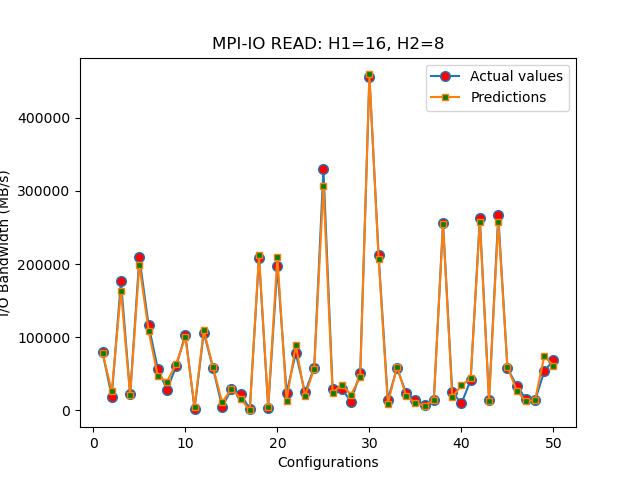 MPI-IO READ: H1=16, H2=8
Actual values
Predictions
I/O Bandwidth (MB/s)
400000
300000
200000
100000
0
0 10 20 30 40 50
Configurations